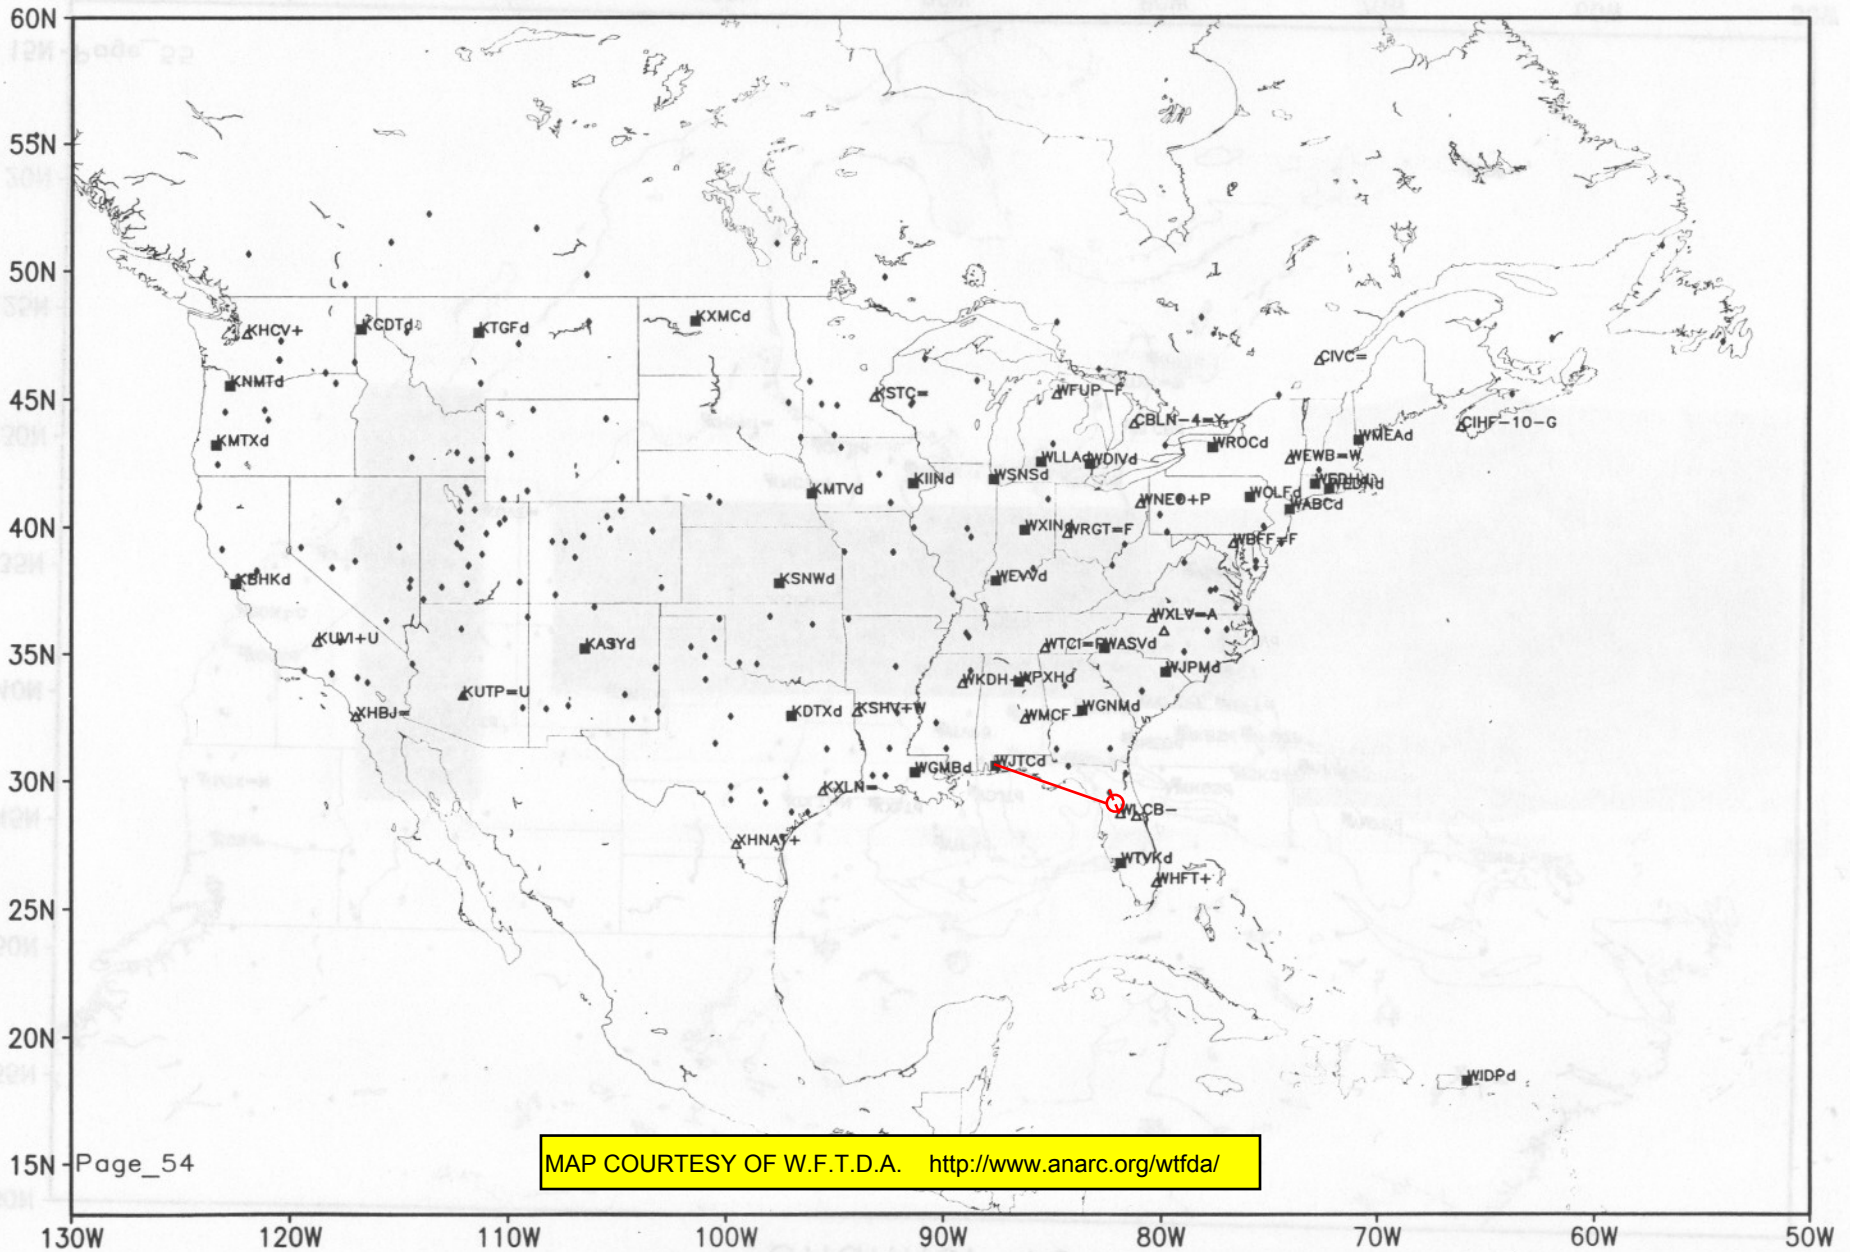 60N
55N
50N
45N
40N
35N
30N
25N
20N
15N
1
KHCV+
KCDTd
KTGFd
KXMCd
CIVC=
KNMTd
KSTC=
WFUP-F
CBLN-4=Y
CIHF-10-G
KMTXd
WROCd
WMEAd
WEWB=W
WLLAd
WDIVd
WSNSd
KIINd
KMTVd
WNEO+P
WOLFd
WEDNd
WABCd
WXINd
WRGT=F
WBFF=F
KBHKd
KSNWd
WEVVd
WXLV=A
KUVI+U
KASYd
WTCI=P
WASVd
WJPMd
WKDH+A
WPXHd
KUTP=U
XHBJ=
KDTXd
KSHV+W
WMCF-
WGNMd
WJTCd
WGMBd
KXLN=
WLCB-
XHNAT+
WTVKd
WHFT+
WIDPd
Page_54
MAP COURTESY OF W.F.T.D.A. http://www.anarc.org/wtfda/
130W 120W 110W 100W 90W 80W 70W 60W 50W